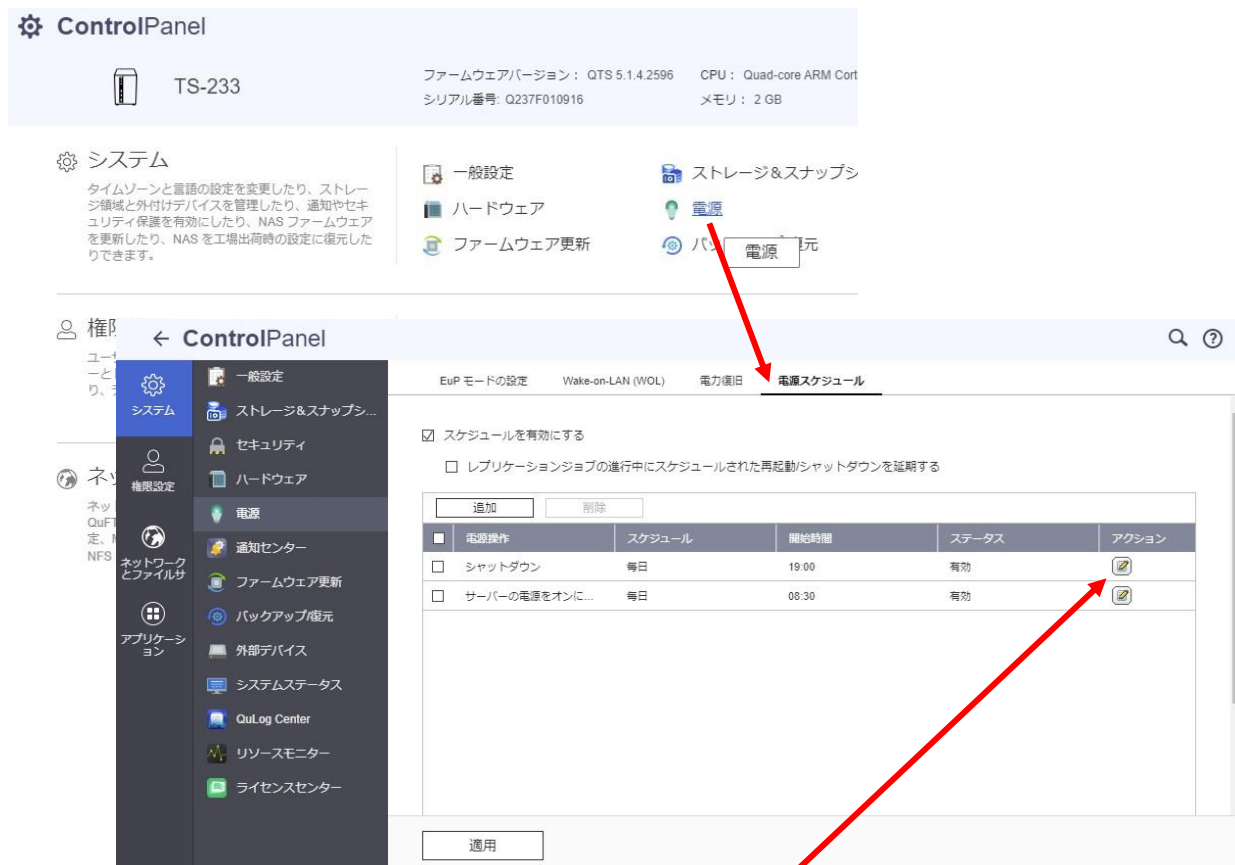 ControlPanel
TS-233
ファームウェアバージョン： QTS 5.1.4.2596 CPU： Quad-core ARM Cort
シリアル番号: Q237F010916 メモリ： 2 GB
システム
タイムゾーンと言語の設定を変更したり、ストレー
ジ領域と外付けデバイスを管理したり、通知やセキ
ュリティ保護を有効にしたり、NAS ファームウェア
を更新したり、NAS を工場出荷時の設定に復元した
りできます。
一般設定 ストレージ&スナップシ
ハードウェア 電源
ファームウェア更新
電源
元
権限
ユーザ
ーと
り、
ネッ
ネッ
QuFT
定、
NFS
← ControlPanel
システム
権限設定
ネットワーク
とファイルサ
アプリケーシ
ョン
一般設定
ストレージ&スナップシ...
セキュリティ
ハードウェア
電源
通知センター
ファームウェア更新
バックアップ/復元
外部デバイス
システムステータス
QuLog Center
リソースモニター
ライセンスセンター
EuP モードの設定 Wake-on-LAN (WOL) 電力復旧 電源スケジュール
スケジュールを有効にする
レプリケーションジョブの進行中にスケジュールされた再起動/シャットダウンを延期する
追加 削除
電源操作 スケジュール 開始時間 ステータス アクション
シャットダウン 毎日 19:00 有効
サーバーの電源をオンに... 毎日 08:30 有効
適用